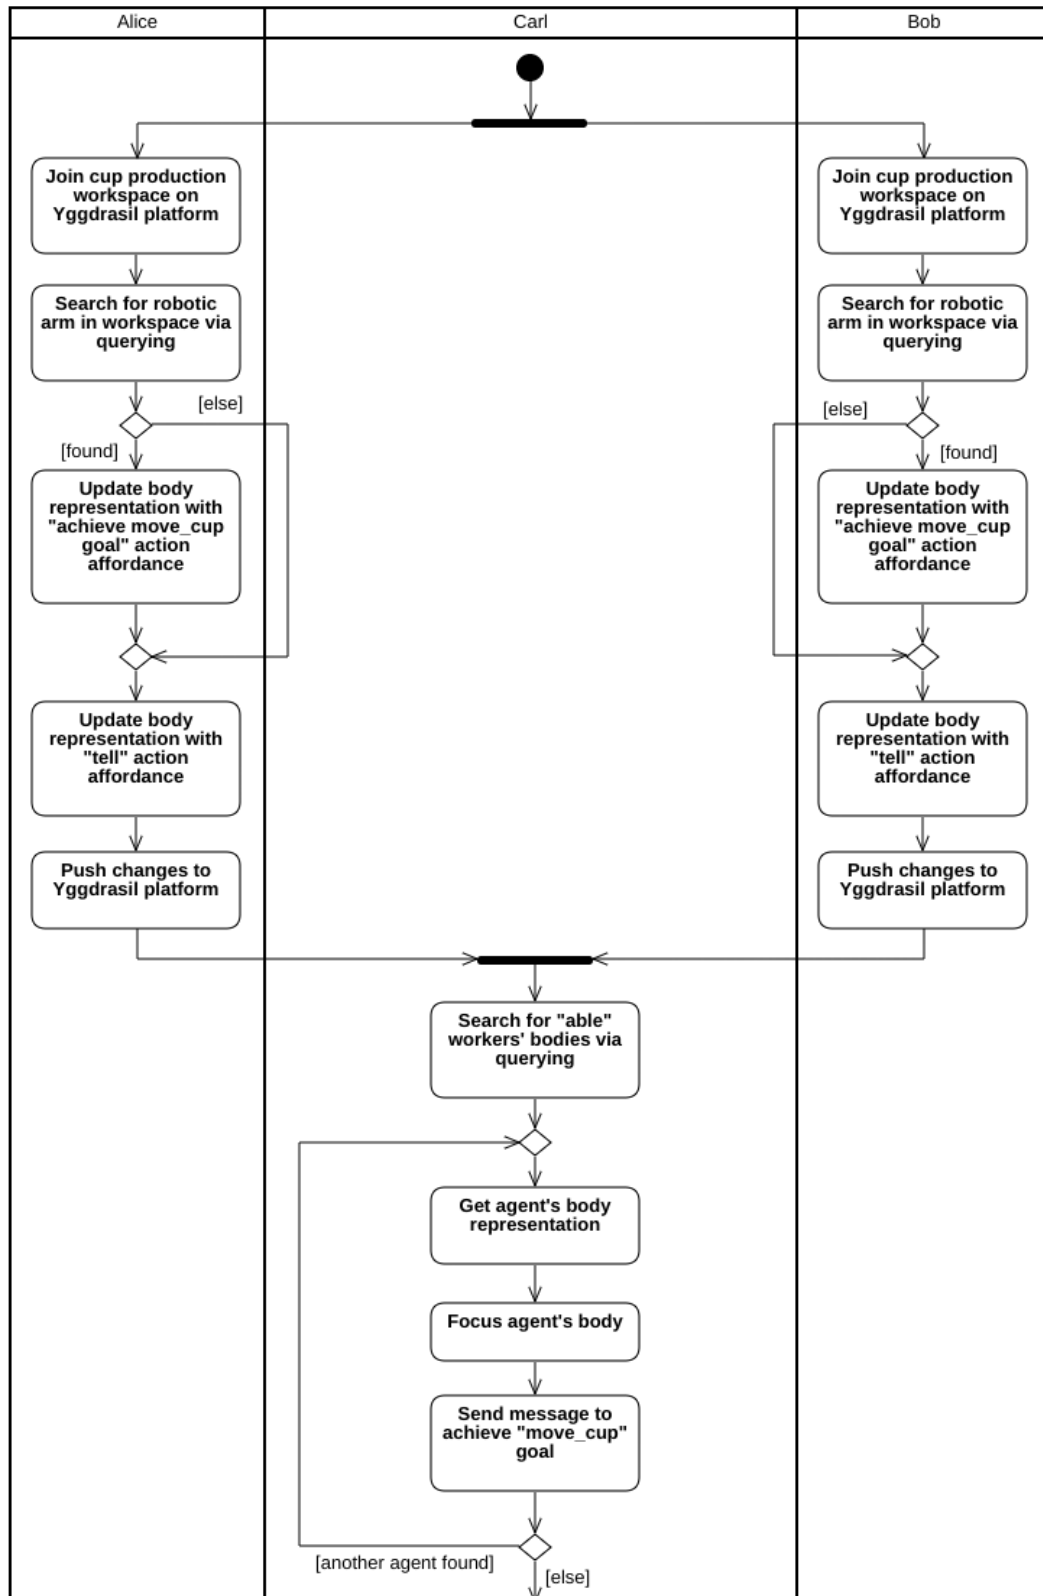 Alice
Carl
Bob
Join cup production
workspace on
Yggdrasil platform
Join cup production
workspace on
Yggdrasil platform
Search for robotic
arm in workspace via
querying
Search for robotic
arm in workspace via
querying
[else]
[found]
[else]
[found]
Update body
representation with
"achieve move_cup
goal" action
affordance
Update body
representation with
"achieve move_cup
goal" action
affordance
Update body
representation with
"tell" action
affordance
Update body
representation with
"tell" action
affordance
Push changes to
Yggdrasil platform
Push changes to
Yggdrasil platform
Search for "able"
workers' bodies via
querying
Get agent's body
representation
Focus agent's body
Send message to
achieve "move_cup"
goal
[another agent found]
[else]